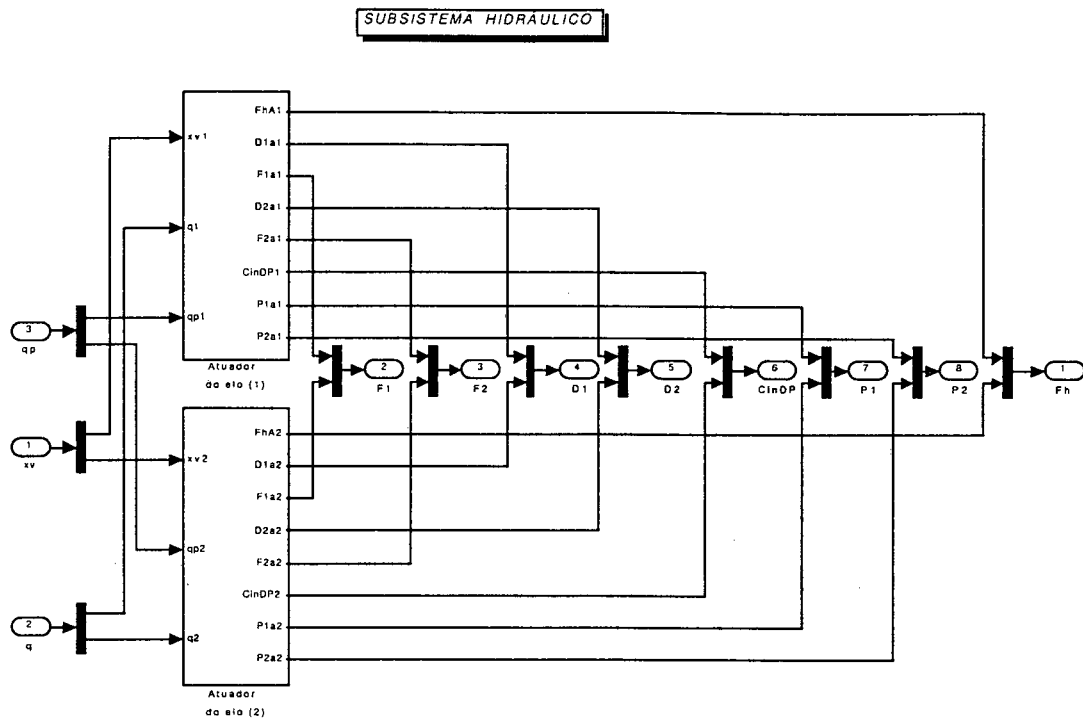 SUBSISTEMA HIDRÁULICO
xv1
q1
qp1
FhA1
D1a1
F1a1
D2a1
F2a1
CinDP1
P1a1
P2a1
Atuador
do elo (1)
3
qp
1
xv
2
q
2
F1
3
F2
4
D1
5
D2
6
CinDP
7
P1
8
P2
1
Fh
xv2
qp2
q2
FhA2
D1a2
F1a2
D2a2
F2a2
CinDP2
P1a2
P2a2
Atuador
do elo (2)